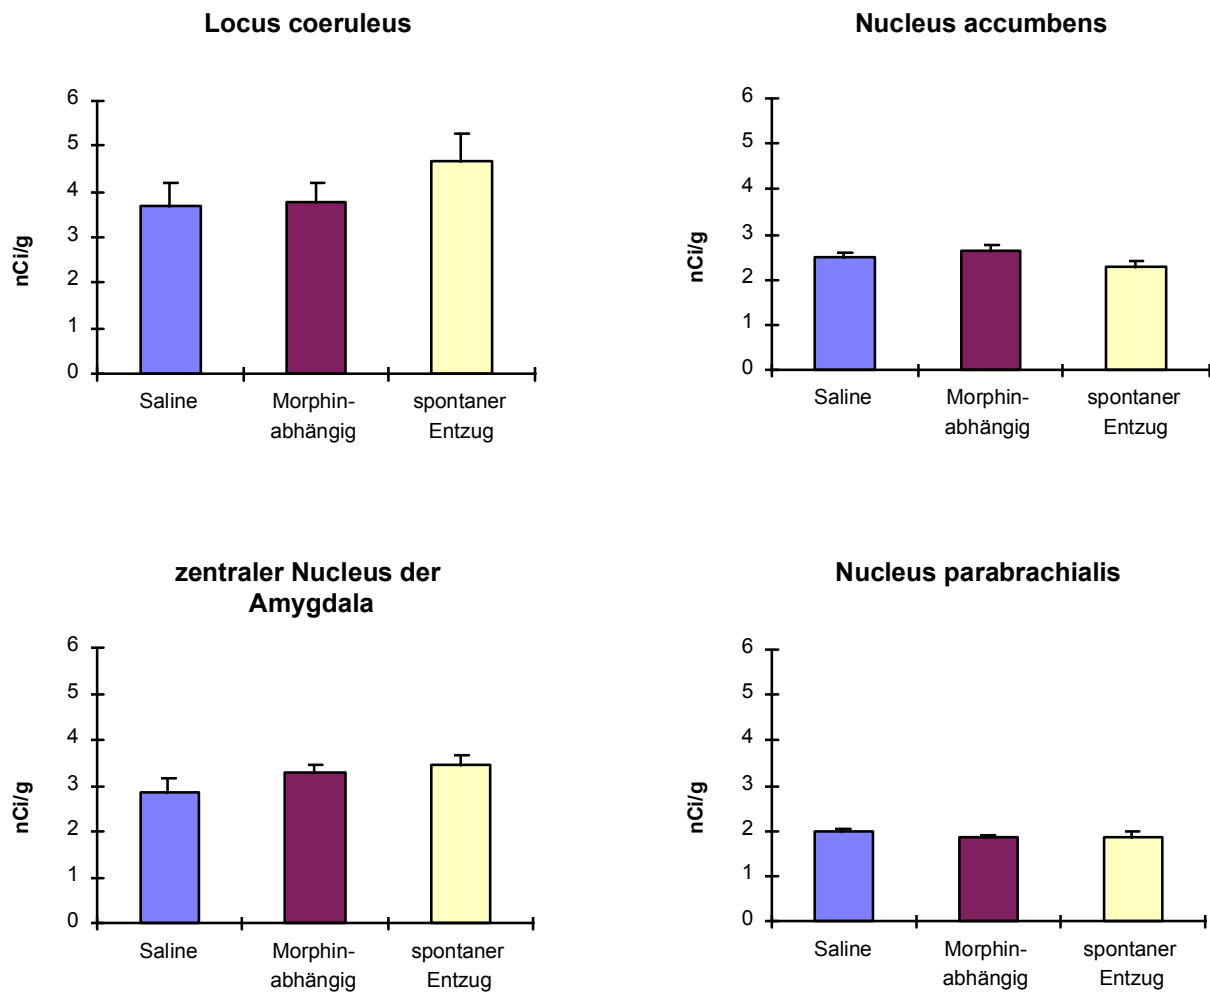 Locus coeruleus
6
5
4
3
2
1
0
nCi/g
Saline
Morphin-
abhängig
spontaner
Entzug
Nucleus accumbens
6
5
4
3
2
1
0
nCi/g
Saline
Morphin-
abhängig
spontaner
Entzug
zentraler Nucleus der
Amygdala
6
5
4
3
2
1
0
nCi/g
Saline
Morphin-
abhängig
spontaner
Entzug
Nucleus parabrachialis
6
5
4
3
2
1
0
nCi/g
Saline
Morphin-
abhängig
spontaner
Entzug